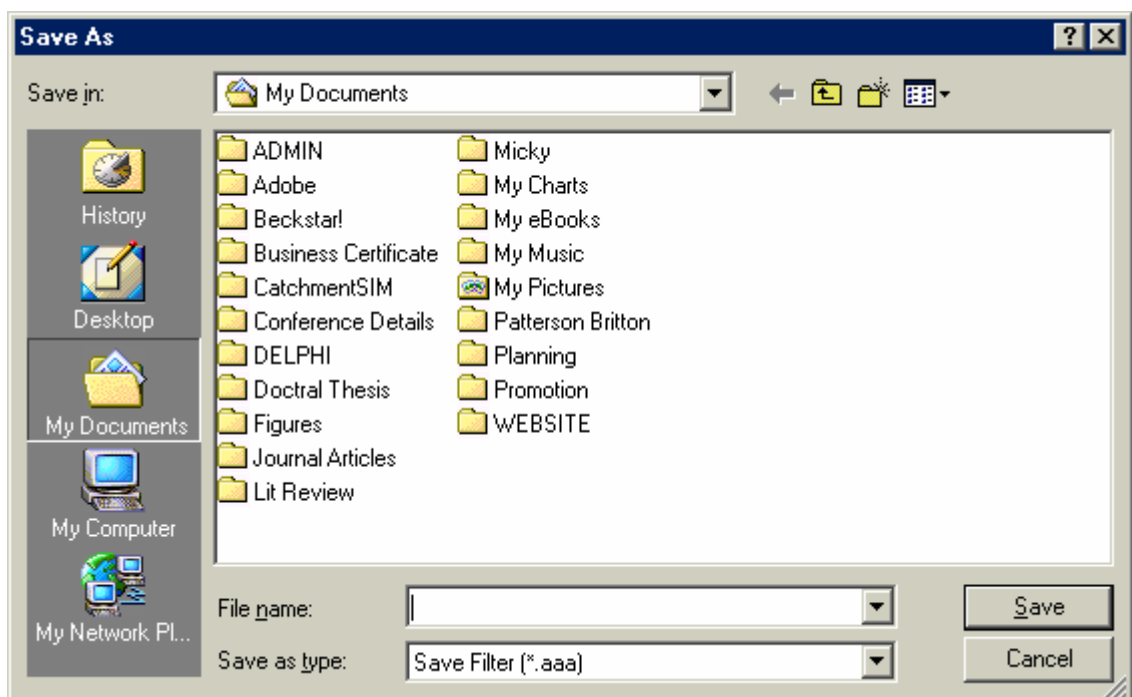 Save As
Save in:
My Documents
History
Desktop
My Documents
My Computer
My Network Pl...
ADMIN
Adobe
Beckstar!
Business Certificate
CatchmentSIM
Conference Details
DELPHI
Doctral Thesis
Figures
Journal Articles
Lit Review
Micky
My Charts
My eBooks
My Music
My Pictures
Patterson Britton
Planning
Promotion
WEBSITE
File name:
Save
Save as type:
Save Filter (*.aaa)
Cancel